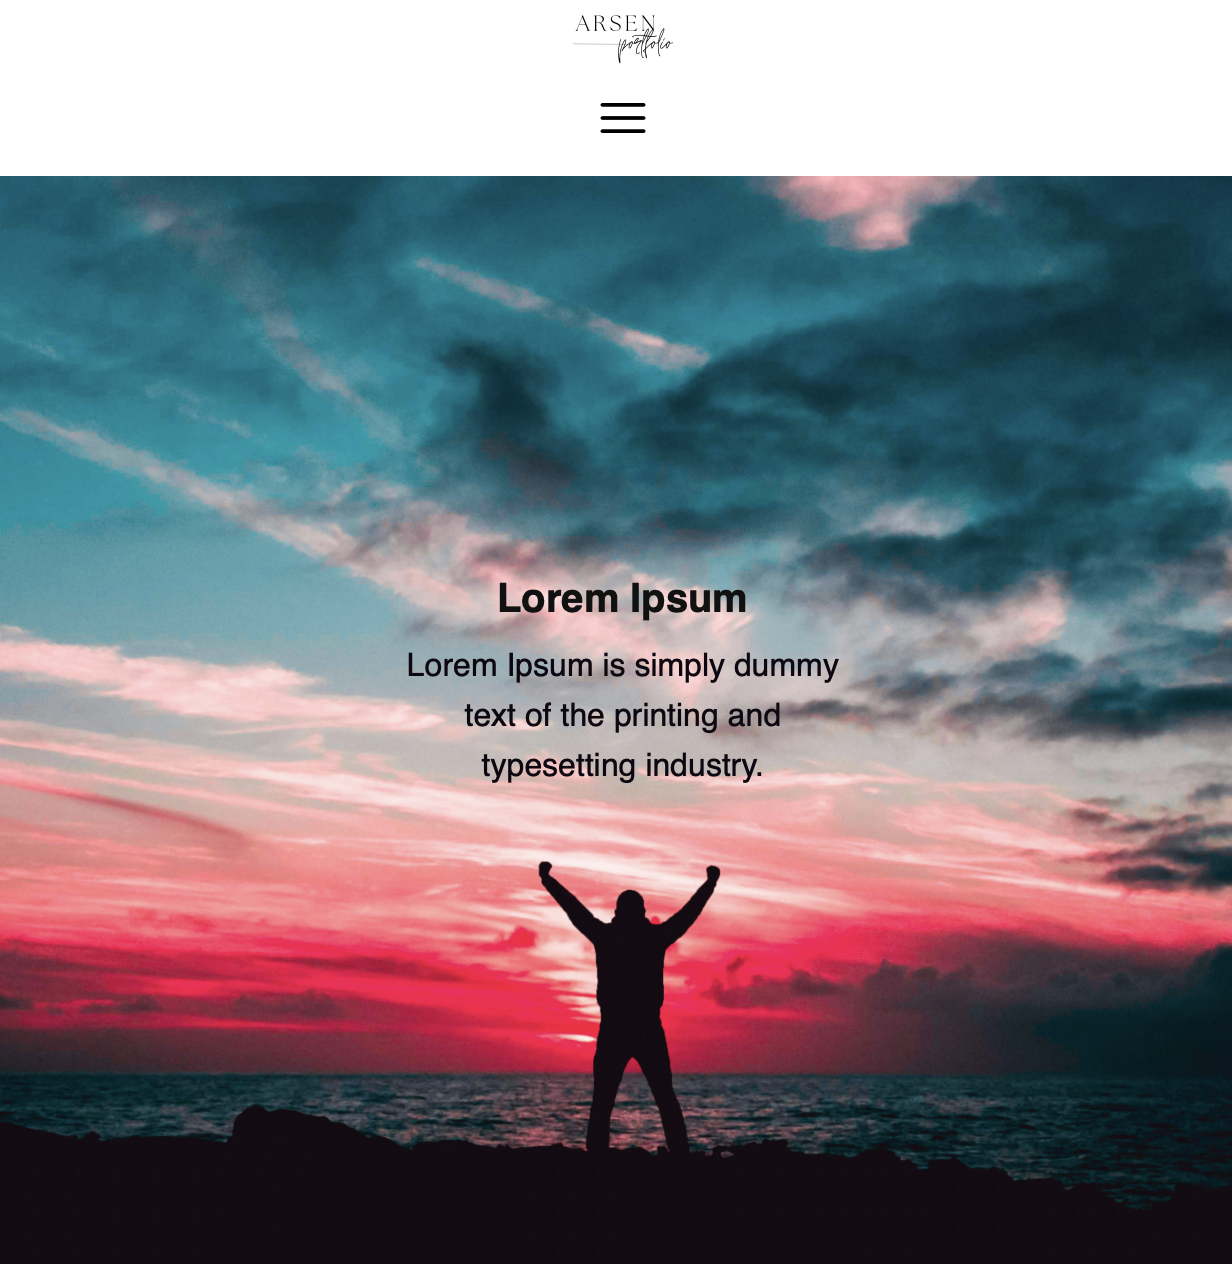 ARSEN
portfolio
Lorem Ipsum
Lorem Ipsum is simply dummy
text of the printing and
typesetting industry.